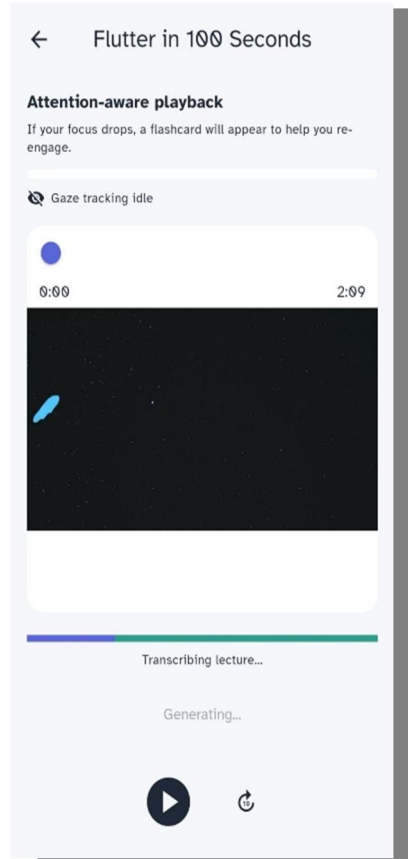 Flutter in 100 Seconds
Attention-aware playback
If your focus drops, a flashcard will appear to help you re-
engage.
Gaze tracking idle
0:00 2:09
Transcribing lecture...
Generating...
10